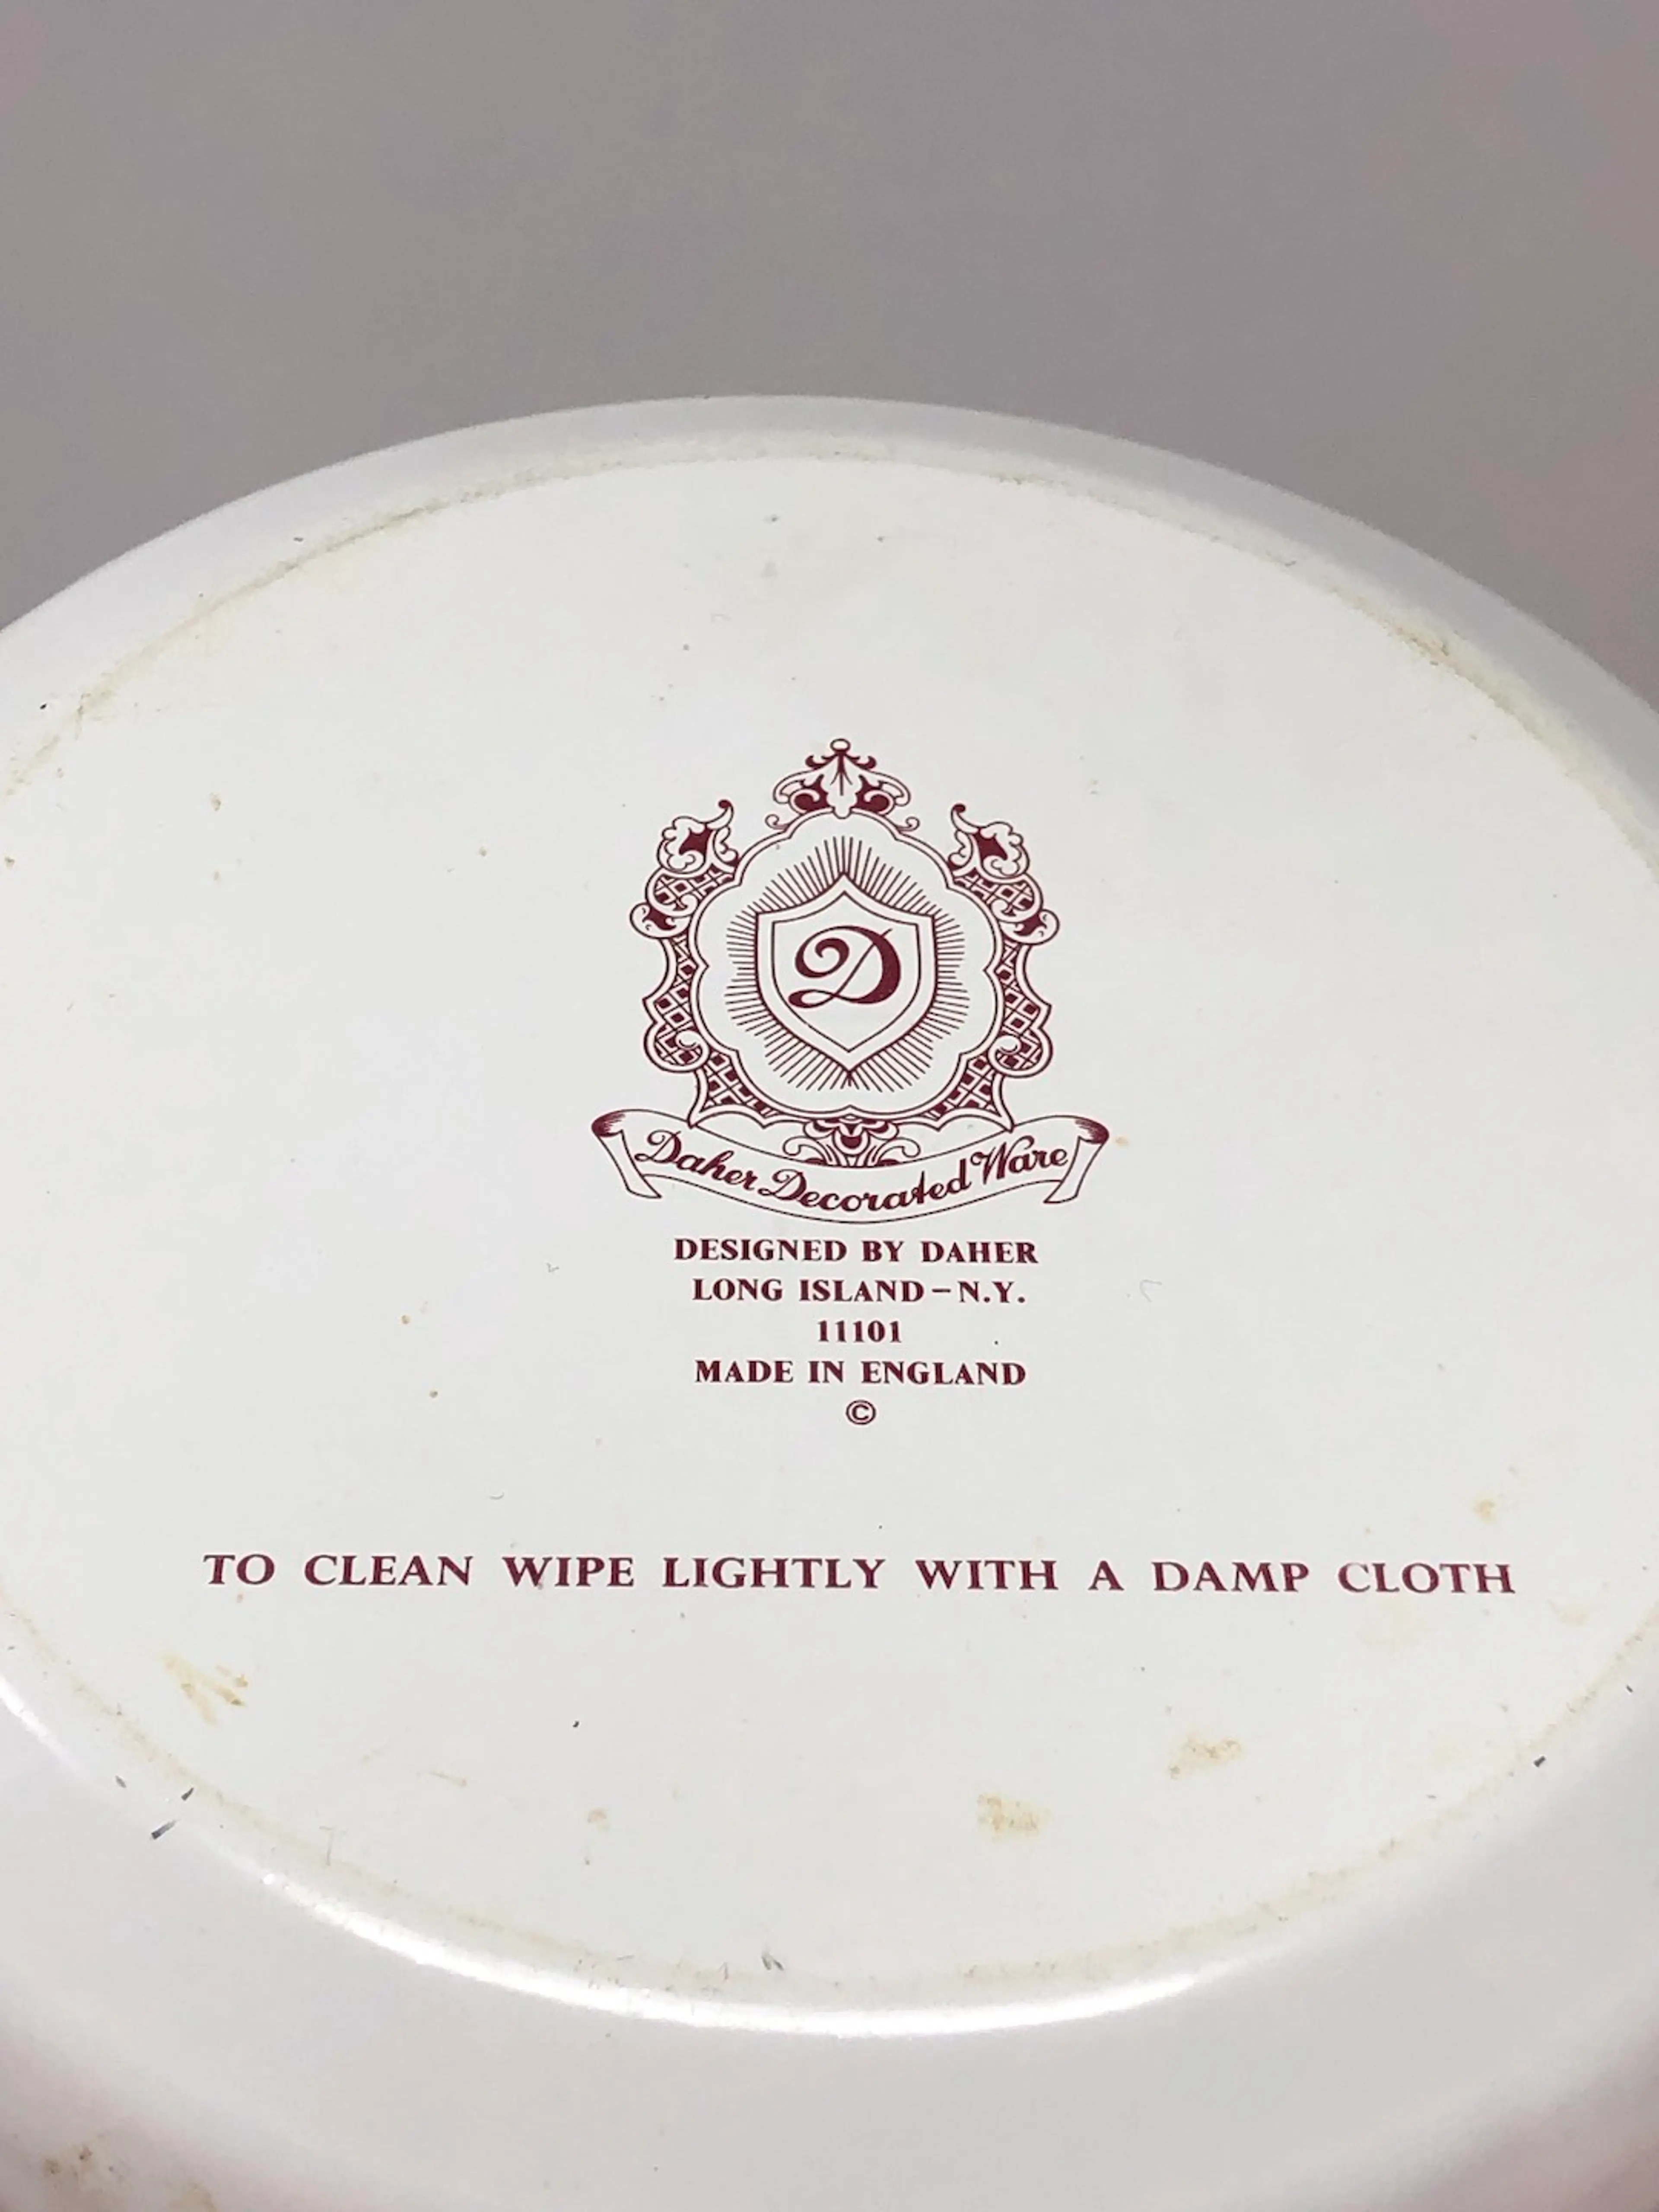 D
Daher Decorated Ware
DESIGNED BY DAHER
LONG ISLAND – N.Y.
11101
MADE IN ENGLAND
©
TO CLEAN WIPE LIGHTLY WITH A DAMP CLOTH